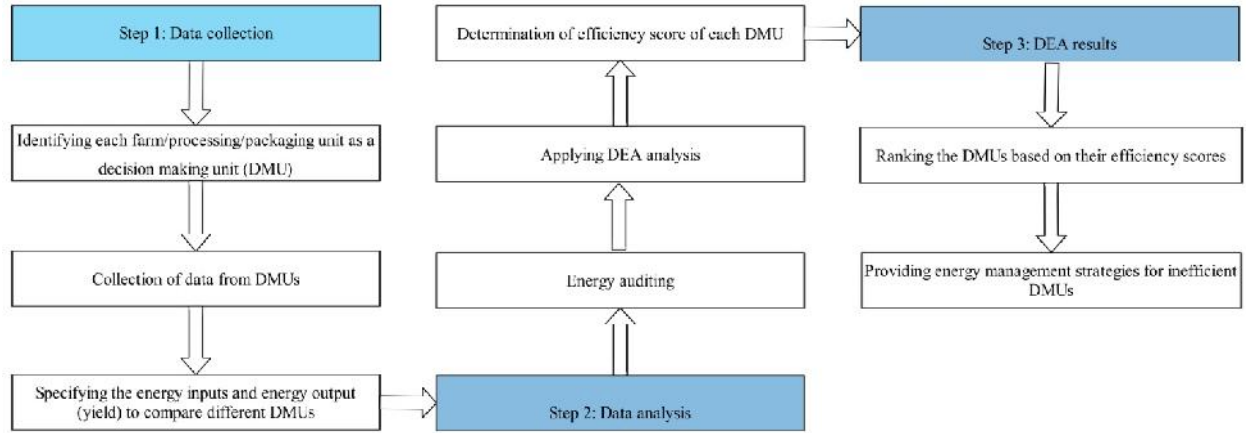 Step 1: Data collection
Identifying each farm/processing/packaging unit as a
decision making unit (DMU)
Collection of data from DMUs
Specifying the energy inputs and energy output
(yield) to compare different DMUs
Step 2: Data analysis
Energy auditing
Applying DEA analysis
Determination of efficiency score of each DMU
Step 3: DEA results
Ranking the DMUs based on their efficiency scores
Providing energy management strategies for inefficient
DMUs